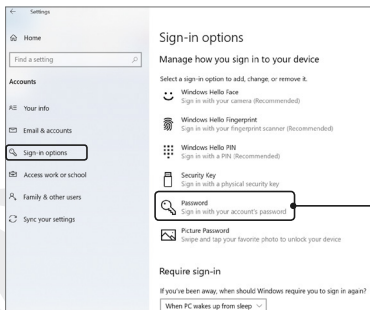 Settings
Home
Find a setting
Accounts
Your info
Email & accounts
Sign-in options
Access work or school
Family & other users
Sync your settings
Sign-in options
Manage how you sign in to your device
Select a sign-in option to add, change, or remove it.
Windows Hello Face
Sign in with your camera (Recommended)
Windows Hello Fingerprint
Sign in with your fingerprint scanner (Recommended)
Windows Hello PIN
Sign in with a PIN (Recommended)
Security Key
Sign in with a physical security key
Password
Sign in with your account's password
Picture Password
Swipe and tap your favorite photo to unlock your device
Require sign-in
If you've been away, when should Windows require you to sign in again?
When PC wakes up from sleep